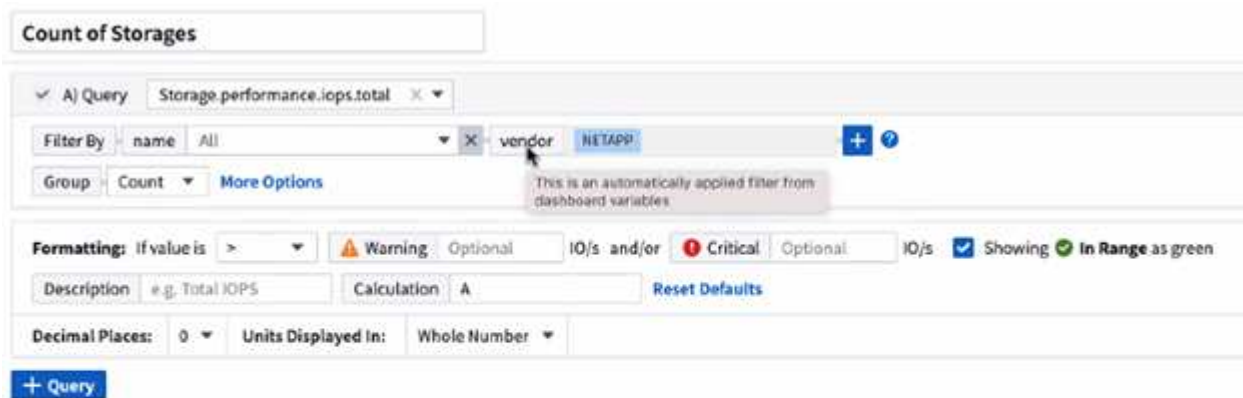 Count of Storages
A) Query Storage.performance.iops.total
Filter By name All vendor NETAPP
Group Count More Options
This is an automatically applied filter from
dashboard variables
Formatting: If value is > Warning Optional IO/s and/or Critical Optional IO/s Showing In Range as green
Description e.g. Total IOPS Calculation A Reset Defaults
Decimal Places: 0 Units Displayed In: Whole Number
+ Query